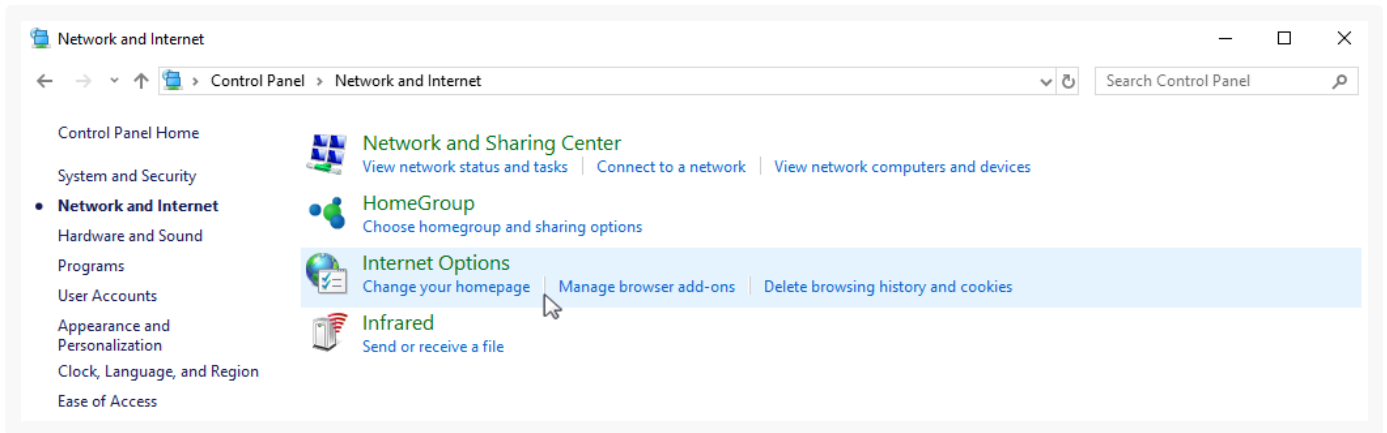 Network and Internet
Control Panel > Network and Internet
Search Control Panel
Control Panel Home
System and Security
Network and Internet
Hardware and Sound
Programs
User Accounts
Appearance and
Personalization
Clock, Language, and Region
Ease of Access
Network and Sharing Center
View network status and tasks | Connect to a network | View network computers and devices
HomeGroup
Choose homegroup and sharing options
Internet Options
Change your homepage | Manage browser add-ons | Delete browsing history and cookies
Infrared
Send or receive a file